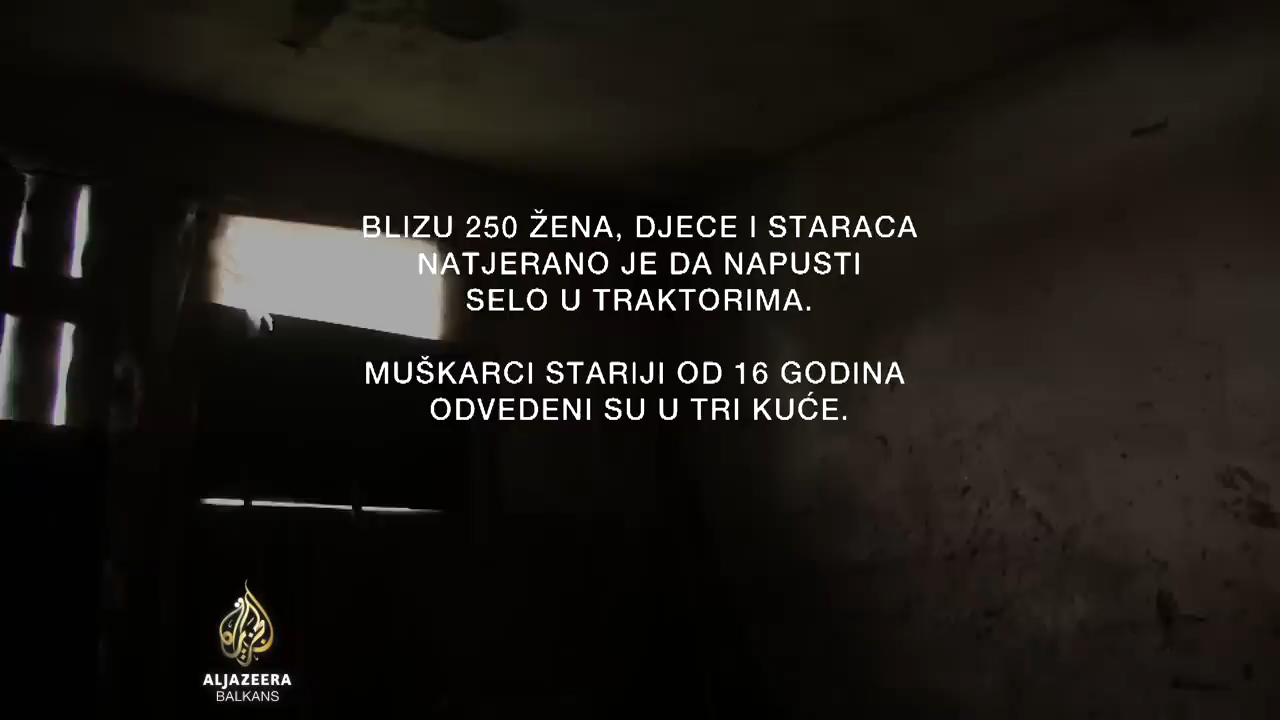 BLIZU 250 ŽENA, DJECE I STARACA
NATJERANO JE DA NAPUSTI
SELO U TRAKTORIMA.
MUŠKARCI STARIJI OD 16 GODINA
ODVEDENI SU U TRI KUĆE.
ALJAZEERA
BALKANS